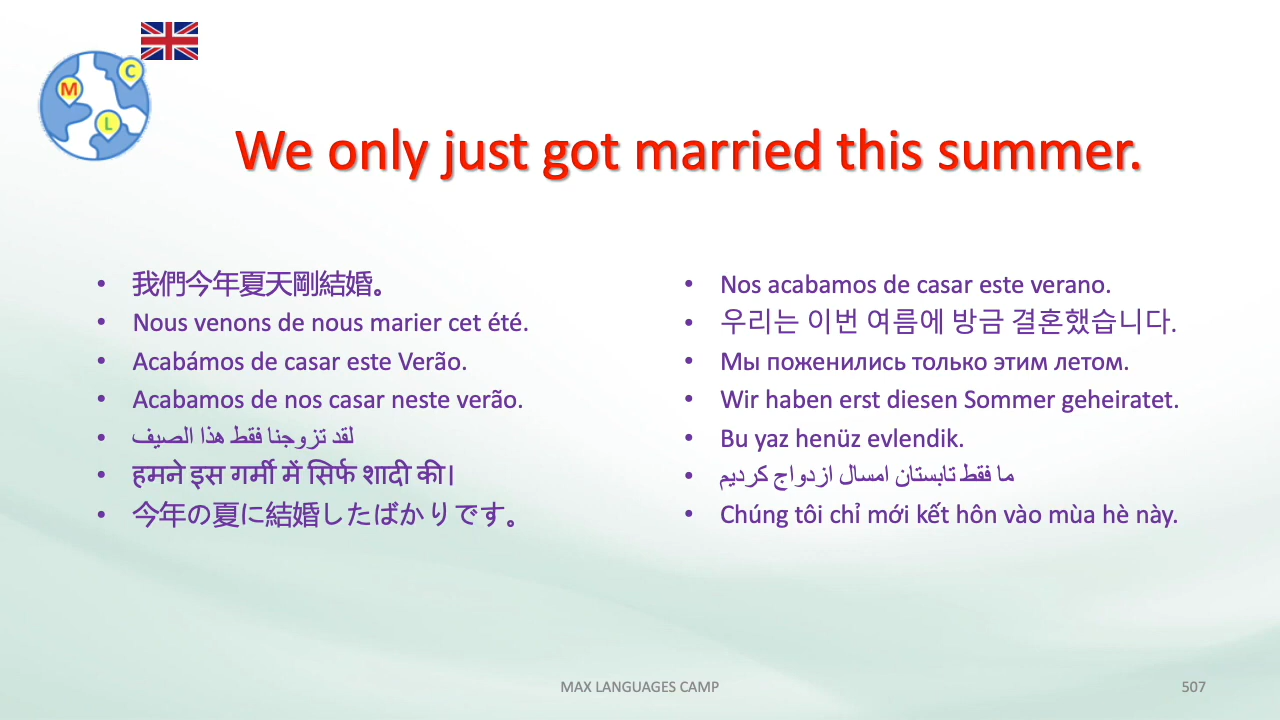 M
C
L
We only just got married this summer.
• 我們今年夏天剛結婚。
• Nous venons de nous marier cet été.
• Acabámos de casar este Verão.
• Acabamos de nos casar neste verão.
• لقد تزوجنا فقط هذا الصيف
• हमने इस गर्मी में सिर्फ शादी की।
• 今年の夏に結婚したばかりです。
• Nos acabamos de casar este verano.
• 우리는 이번 여름에 방금 결혼했습니다.
• Мы поженились только этим летом.
• Wir haben erst diesen Sommer geheiratet.
• Bu yaz henüz evlendik.
• ما فقط تابستان امسال ازدواج کردیم
• Chúng tôi chỉ mới kết hôn vào mùa hè này.
MAX LANGUAGES CAMP
507